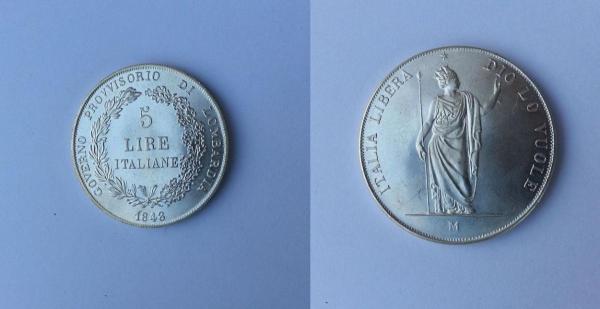 GOVERNO PROVVISORIO DI LOMBARDIA
5
LIRE
ITALIANE
1848
ITALIA LIBERA DIO LO VUOLE
M